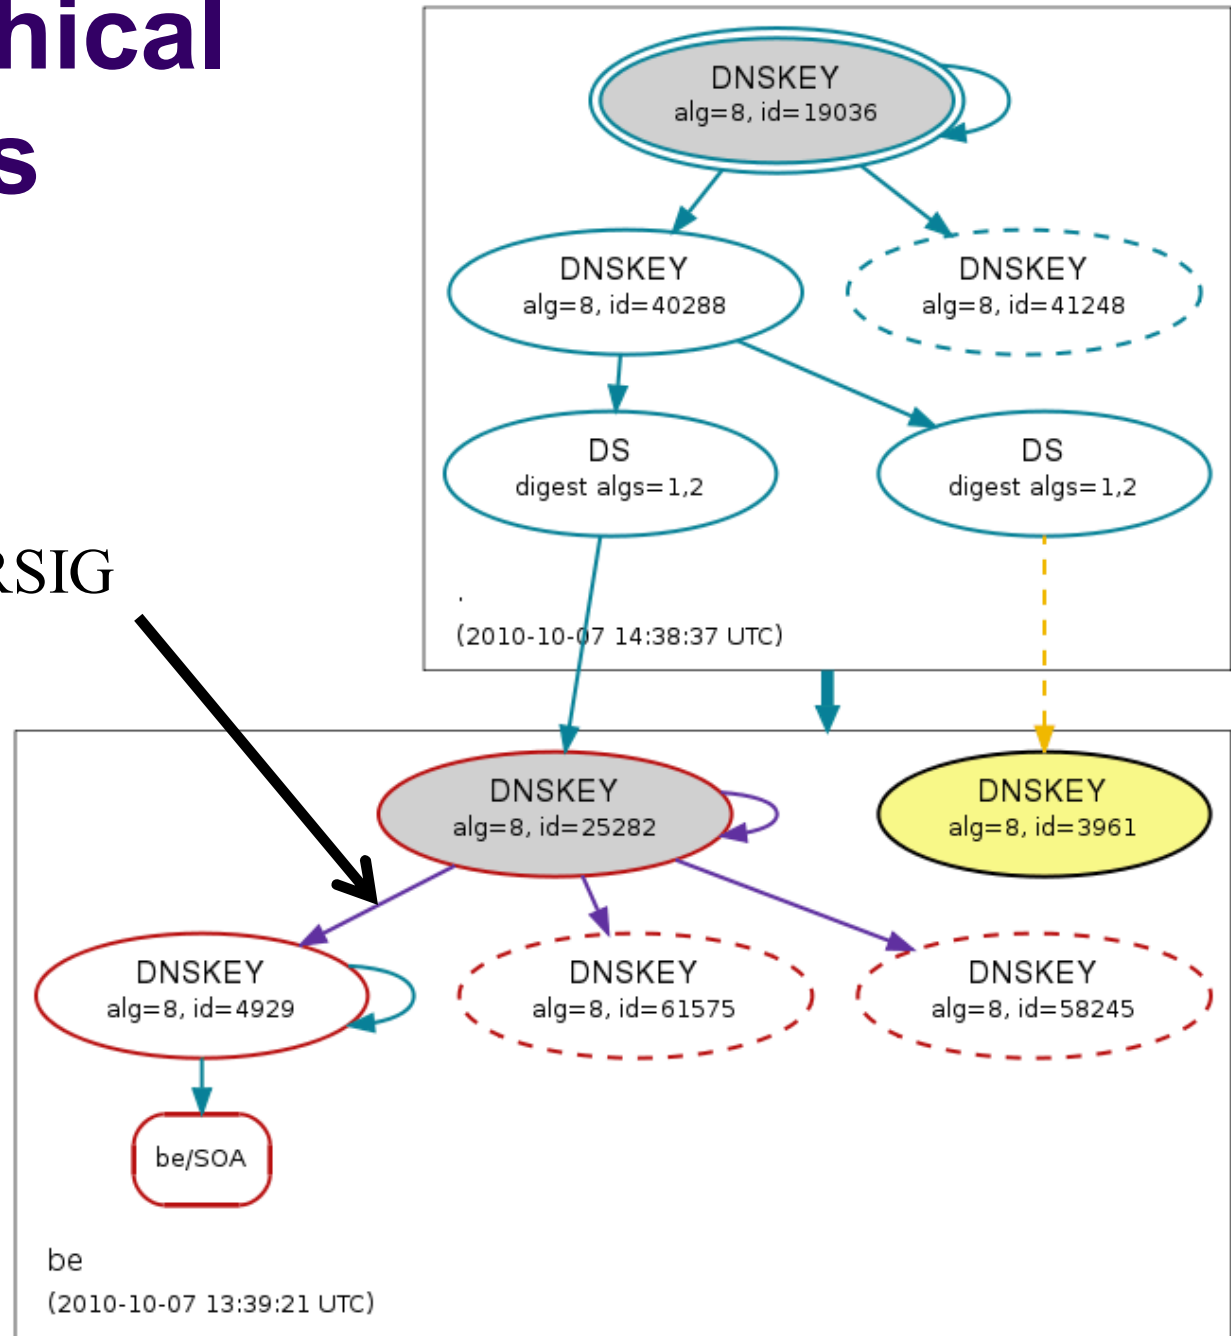 hical
s
DNSKEY
alg=8, id=19036
DNSKEY
alg=8, id=40288
DNSKEY
alg=8, id=41248
DS
digest algs=1,2
DS
digest algs=1,2
RSIG
.
(2010-10-07 14:38:37 UTC)
DNSKEY
alg=8, id=25282
DNSKEY
alg=8, id=3961
DNSKEY
alg=8, id=4929
DNSKEY
alg=8, id=61575
DNSKEY
alg=8, id=58245
be/SOA
be
(2010-10-07 13:39:21 UTC)